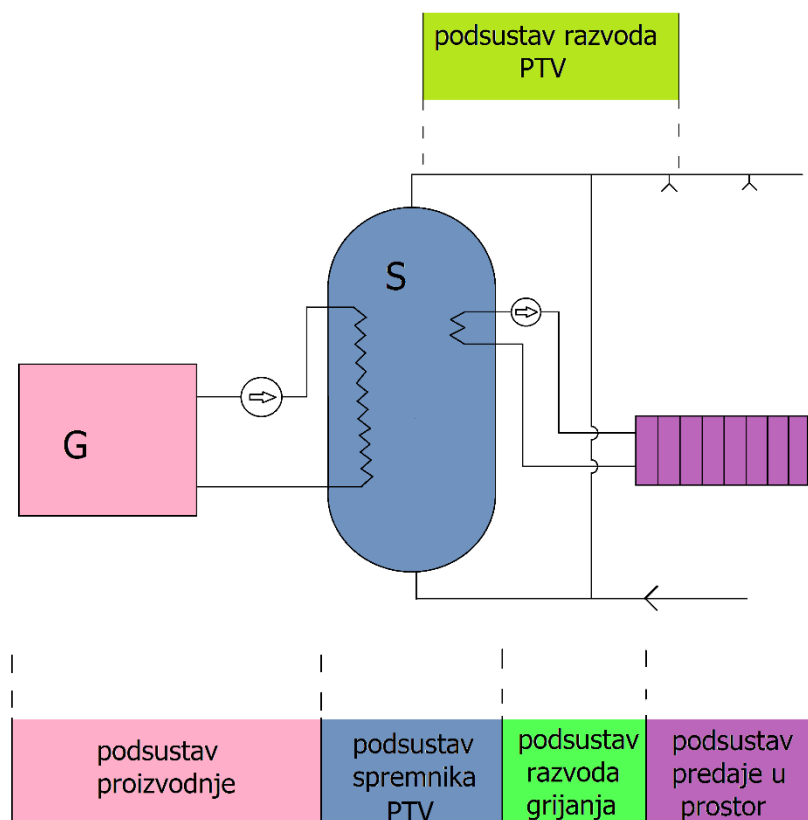 podsustav razvoda
PTV
S
G
podsustav
proizvodnje
podsustav
spremnika
PTV
podsustav
razvoda
grijanja
podsustav
predaje u
prostor